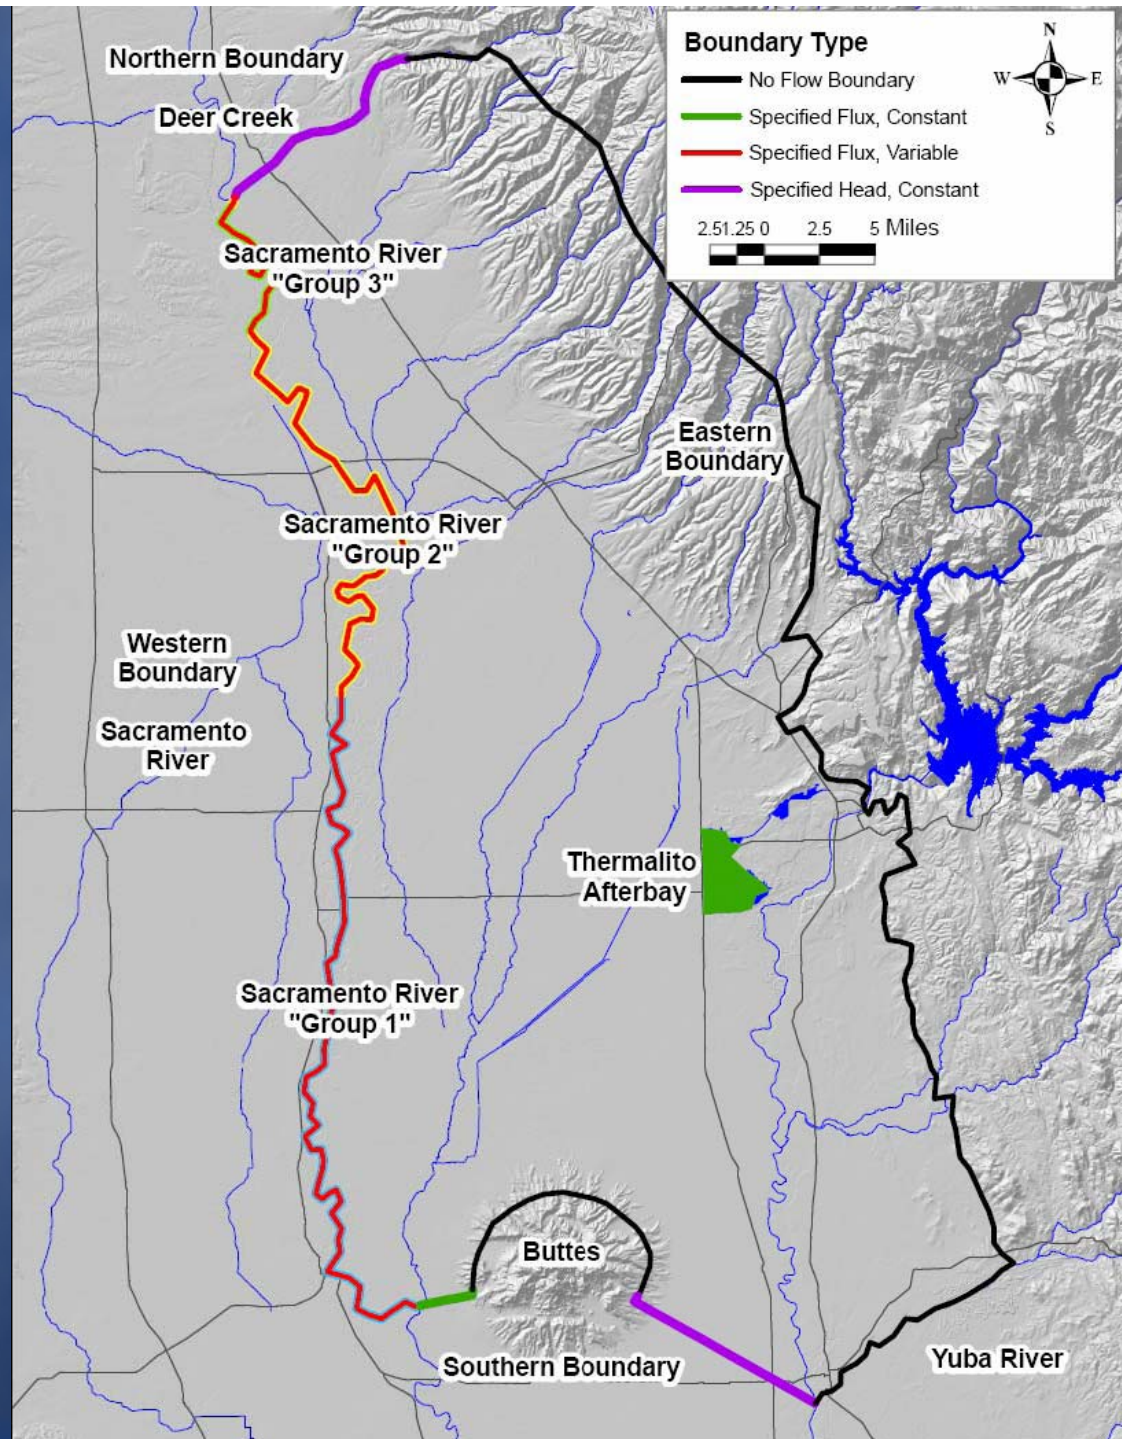 Northern Boundary
Deer Creek
Boundary Type
No Flow Boundary
Specified Flux, Constant
Specified Flux, Variable
Specified Head, Constant
2.51.25 0 2.5 5 Miles
N
W E
S
Sacramento River
"Group 3"
Eastern
Boundary
Sacramento River
"Group 2"
Western
Boundary
Sacramento
River
Thermalito
Afterbay
Sacramento River
"Group 1"
Buttes
Southern Boundary
Yuba River